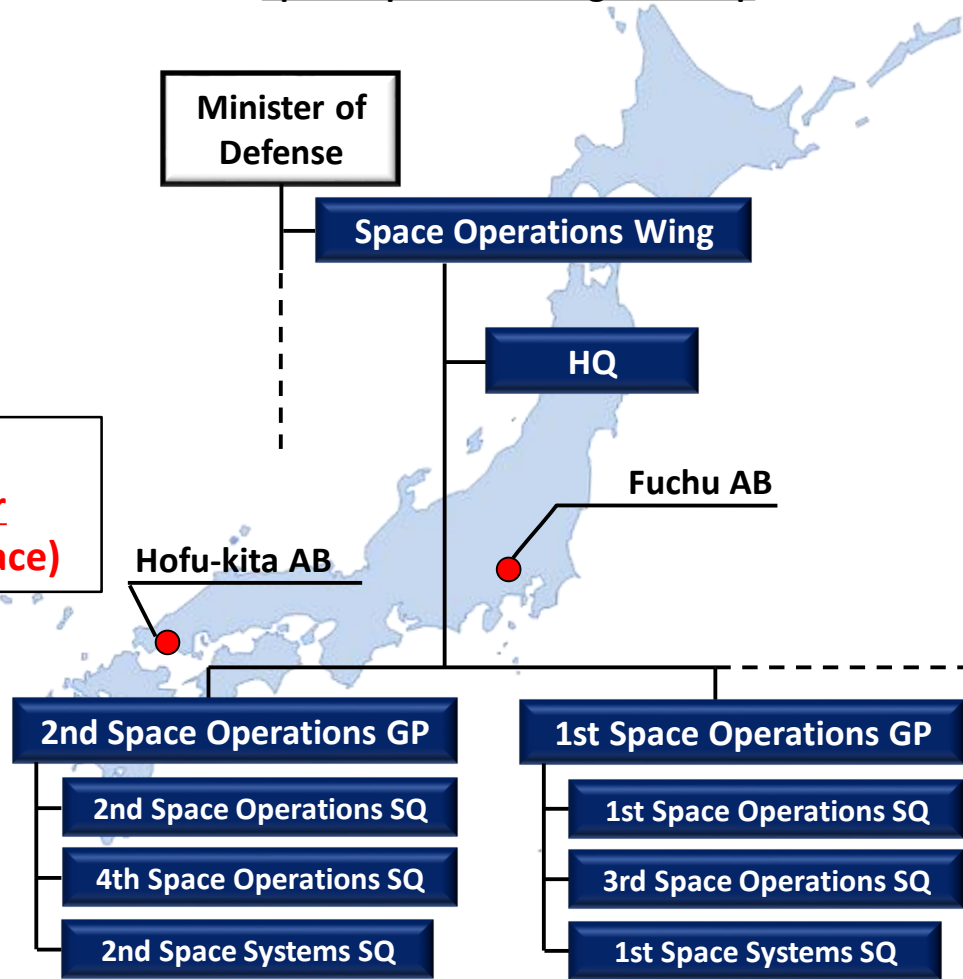 Minister of
Defense
Space Operations Wing
HQ
Fuchu AB
Hofu-kita AB
2nd Space Operations GP
2nd Space Operations SQ
4th Space Operations SQ
2nd Space Systems SQ
1st Space Operations GP
1st Space Operations SQ
3rd Space Operations SQ
1st Space Systems SQ